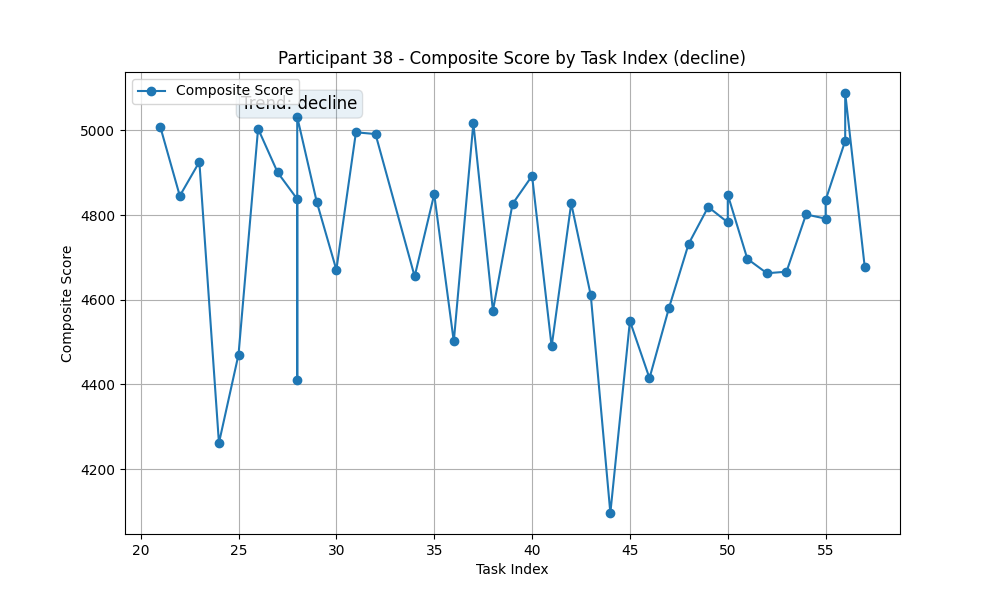 Participant 38 - Composite Score by Task Index (decline)
Composite Score
Trend: decline
5000
4800
4600
4400
4200
Composite Score
20 25 30 35 40 45 50 55
Task Index